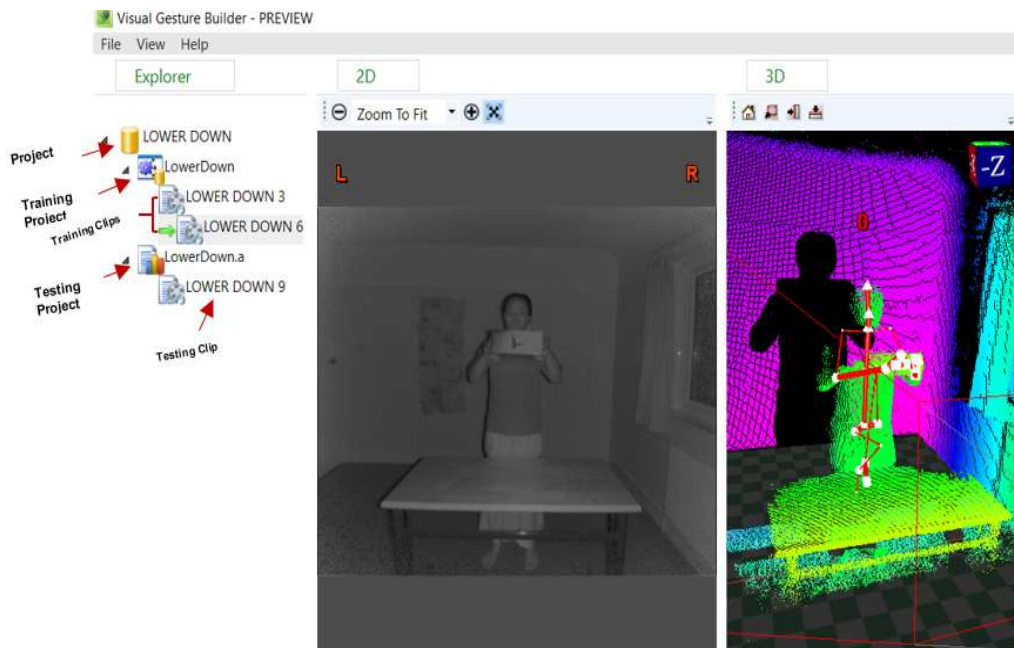 Visual Gesture Builder - PREVIEW
File View Help
Explorer
2D
3D
Zoom To Fit
LOWER DOWN
Project
LowerDown
Training
Project
LOWER DOWN 3
Training Clips
LOWER DOWN 6
LowerDown.a
Testing
Project
LOWER DOWN 9
Testing Clip
L
R
-Z
0